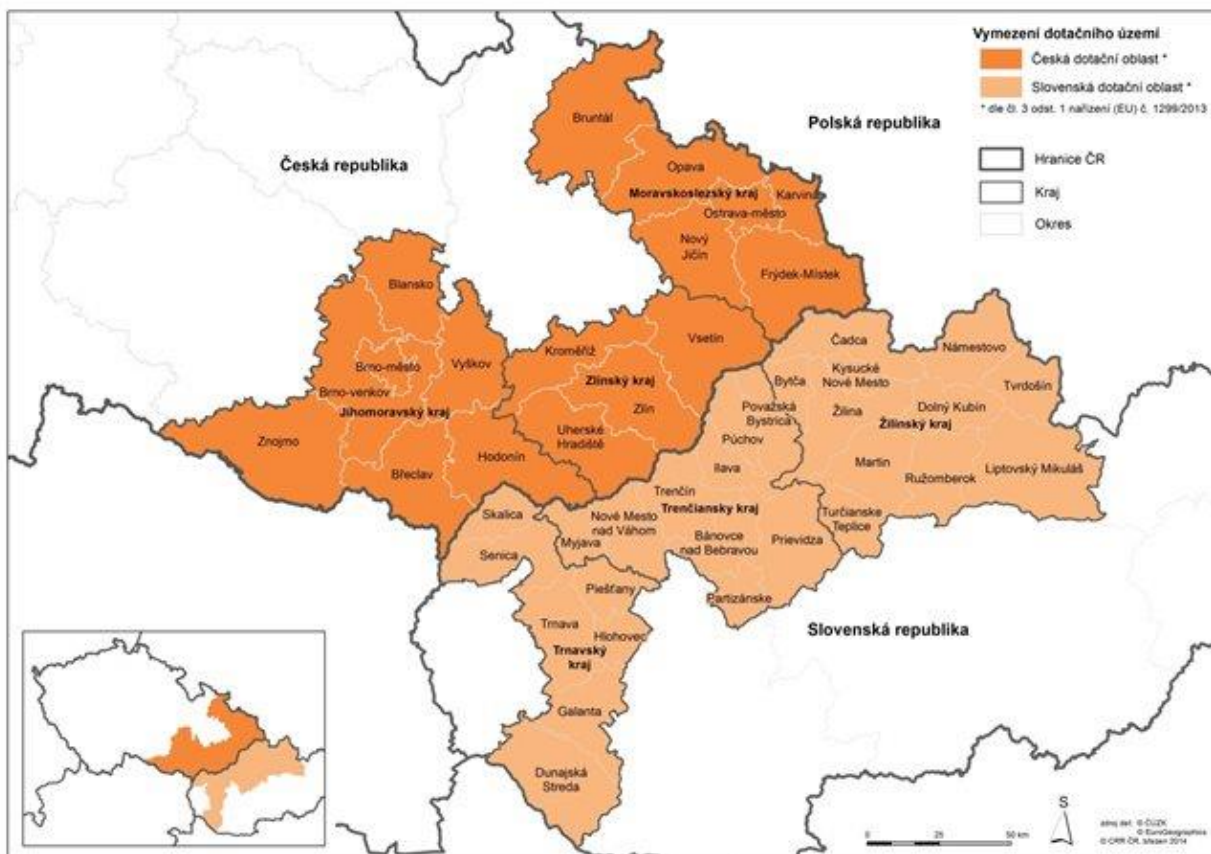 Vymezení dotačního území
Česká dotační oblast *
Slovenská dotační oblast *
* dle čl. 3 odst. 1 nařízení (EU) č. 1299/2013
Hranice ČR
Kraj
Okres
Česká republika
Polská republika
Slovenská republika
Bruntál
Opava
Moravskoslezský kraj
Karviná
Ostrava-město
Nový
Jičín
Frýdek-Místek
Blansko
Brno-město
Vyškov
Brno-venkov
Jihomoravský kraj
Znojmo
Břeclav
Hodonín
Kroměříž
Vsetín
Zlínský kraj
Zlín
Uherské
Hradiště
Čadca
Námestovo
Bytča
Kysucké
Nové Mesto
Tvrdošín
Považská
Bystrica
Žilina
Dolný Kubín
Žilinský kraj
Púchov
Ilava
Martin
Ružomberok
Liptovský Mikuláš
Trenčín
Trenčiansky kraj
Turčianske
Teplice
Skalica
Nové Mesto
nad Váhom
Myjava
Bánovce
nad Bebravou
Prievidza
Senica
Piešťany
Partizánske
Trnava
Hlohovec
Trnavský
kraj
Galanta
Dunajská
Streda
0 25 50 km
S
zdroj dat: © ČÚZK
© EuroGeographics
© CRR ČR, březen 2014